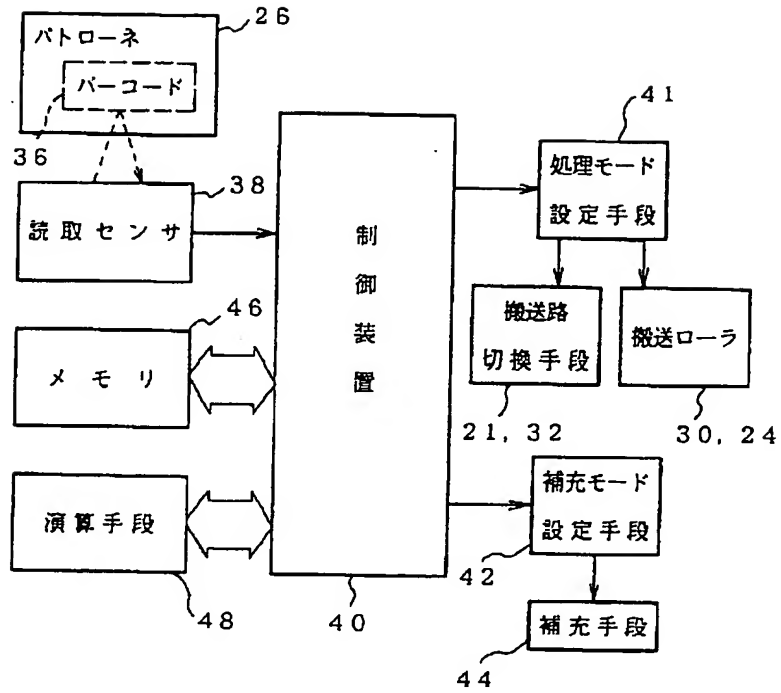 26
パトローネ
バーコード
36
38
読取センサ
46
メモリ
演算手段
48
制御装置
40
41
処理モード
設定手段
搬送路
切換手段
21, 32
搬送ローラ
30, 24
補充モード
設定手段
42
補充手段
44